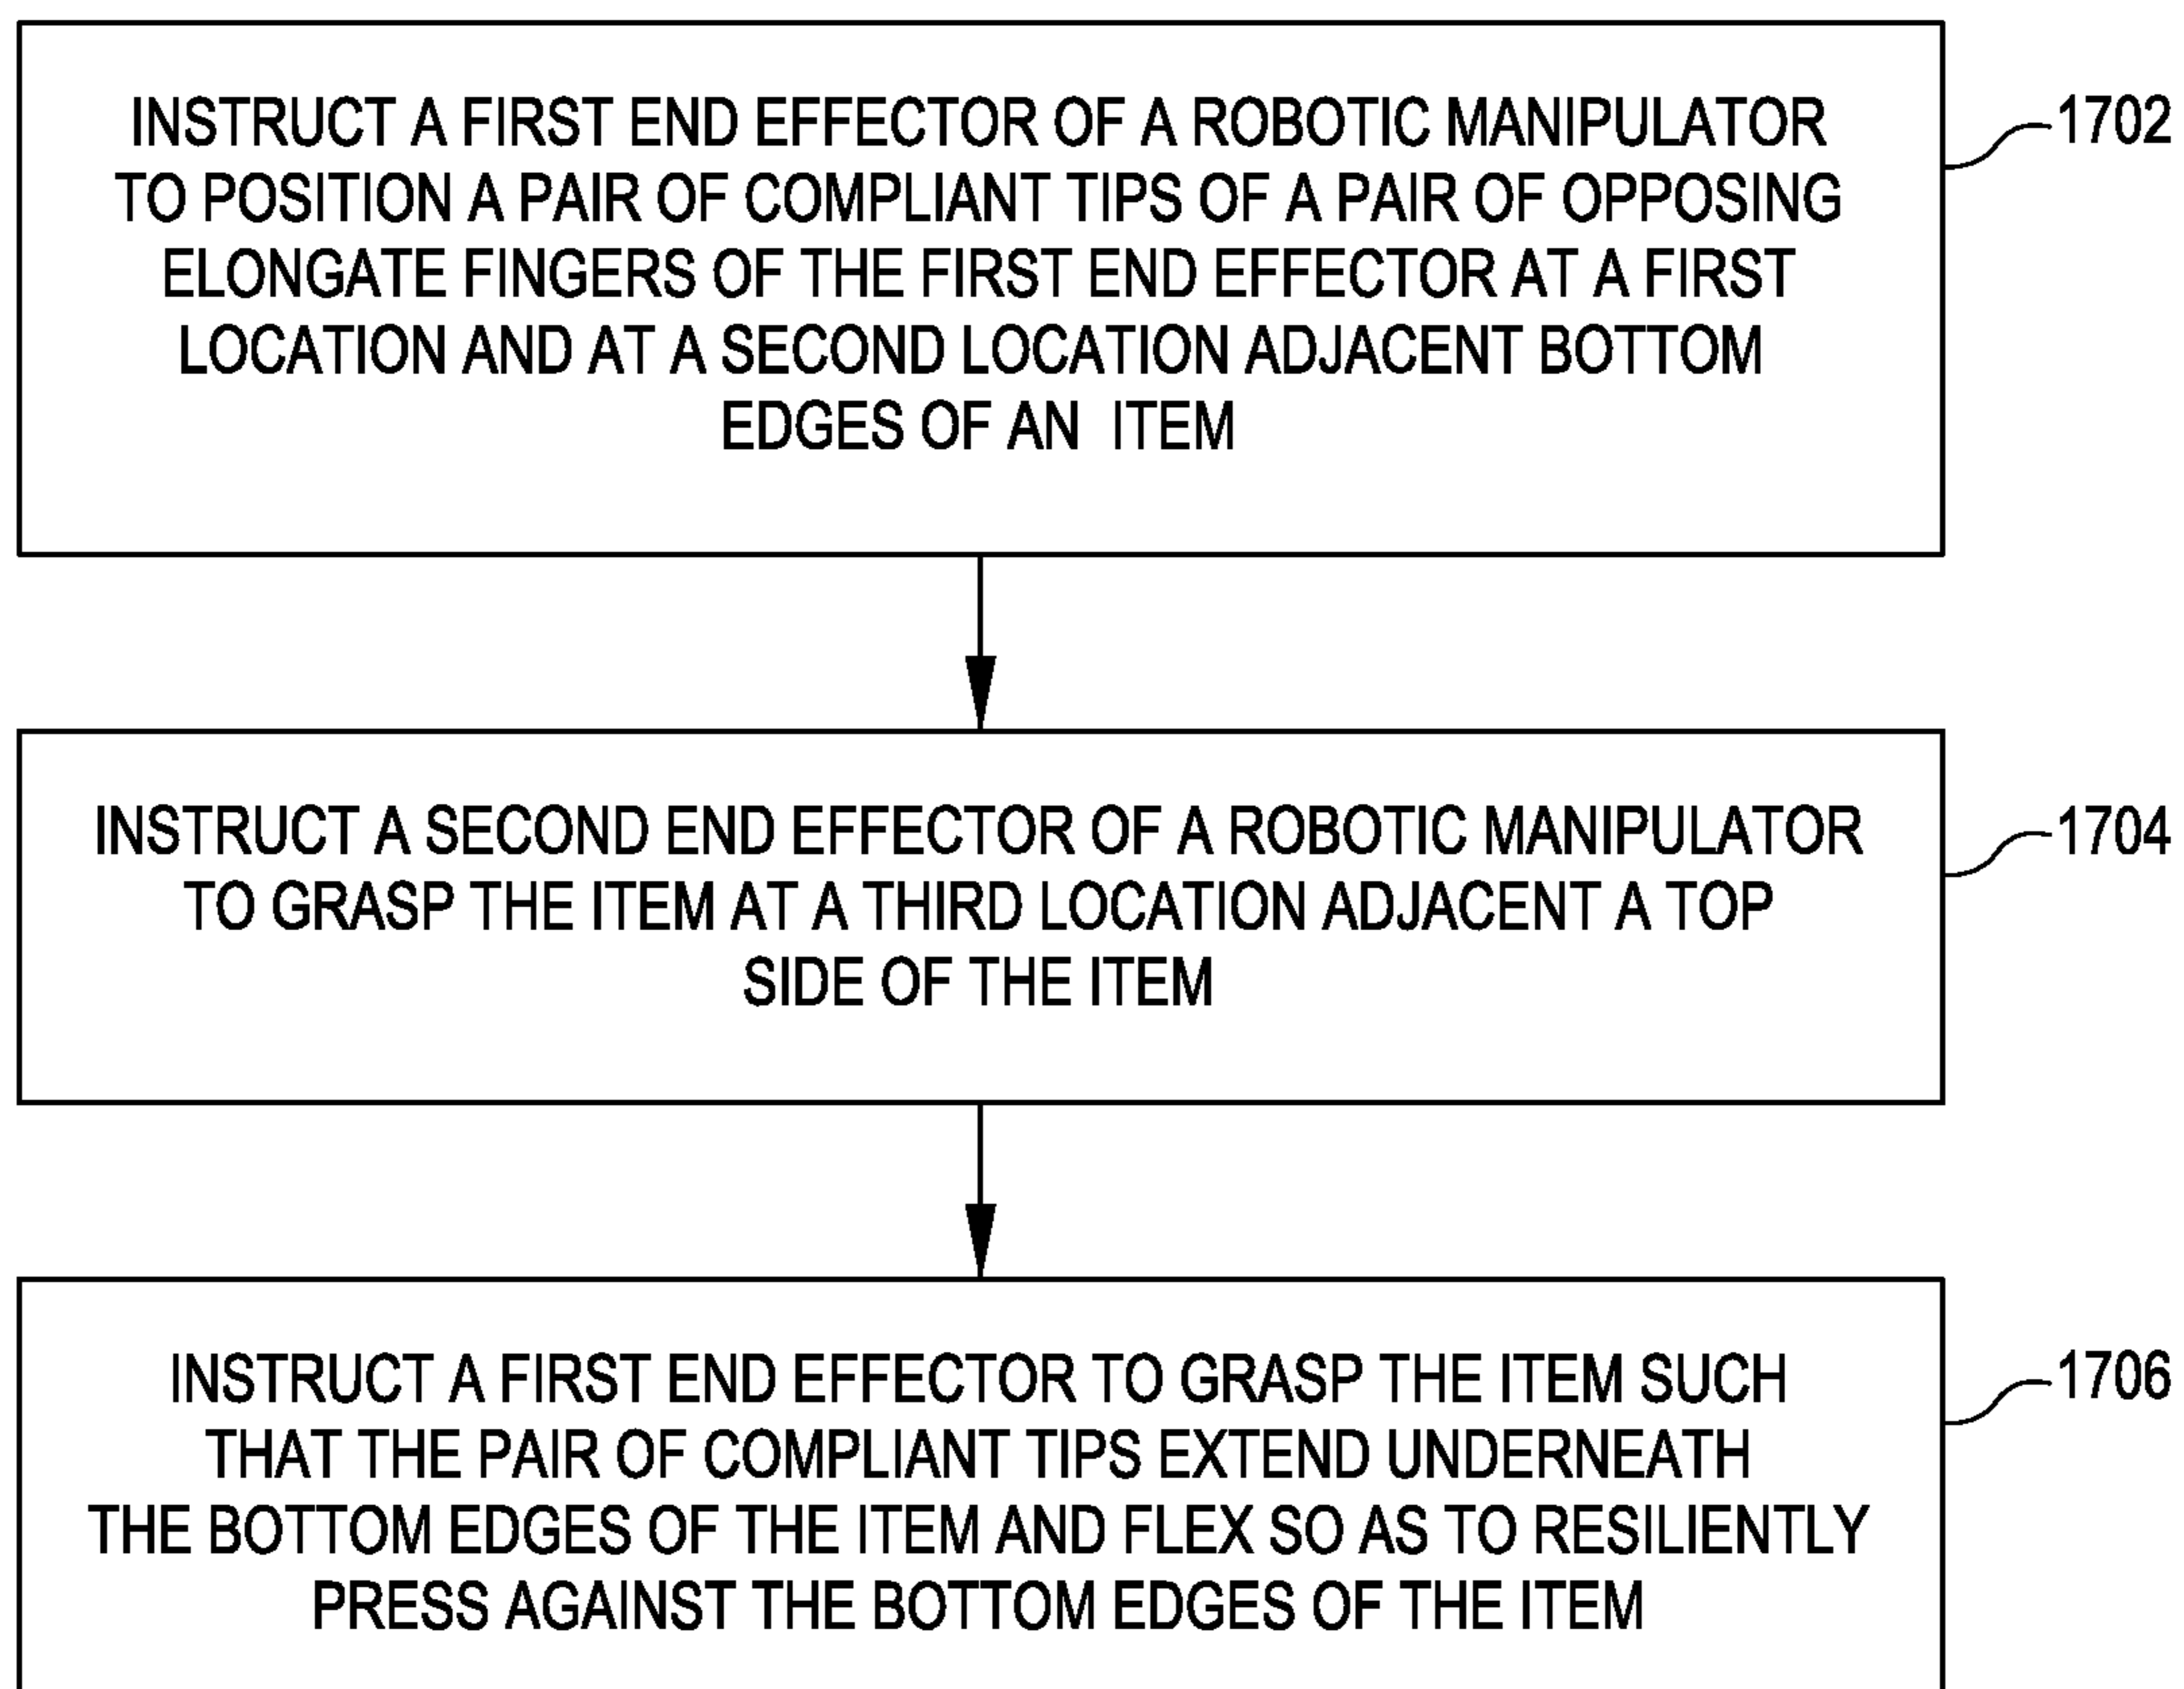 INSTRUCT A FIRST END EFFECTOR OF A ROBOTIC MANIPULATOR
TO POSITION A PAIR OF COMPLIANT TIPS OF A PAIR OF OPPOSING
ELONGATE FINGERS OF THE FIRST END EFFECTOR AT A FIRST
LOCATION AND AT A SECOND LOCATION ADJACENT BOTTOM
EDGES OF AN ITEM
1702
INSTRUCT A SECOND END EFFECTOR OF A ROBOTIC MANIPULATOR
TO GRASP THE ITEM AT A THIRD LOCATION ADJACENT A TOP
SIDE OF THE ITEM
1704
INSTRUCT A FIRST END EFFECTOR TO GRASP THE ITEM SUCH
THAT THE PAIR OF COMPLIANT TIPS EXTEND UNDERNEATH
THE BOTTOM EDGES OF THE ITEM AND FLEX SO AS TO RESILIENTLY
PRESS AGAINST THE BOTTOM EDGES OF THE ITEM
1706